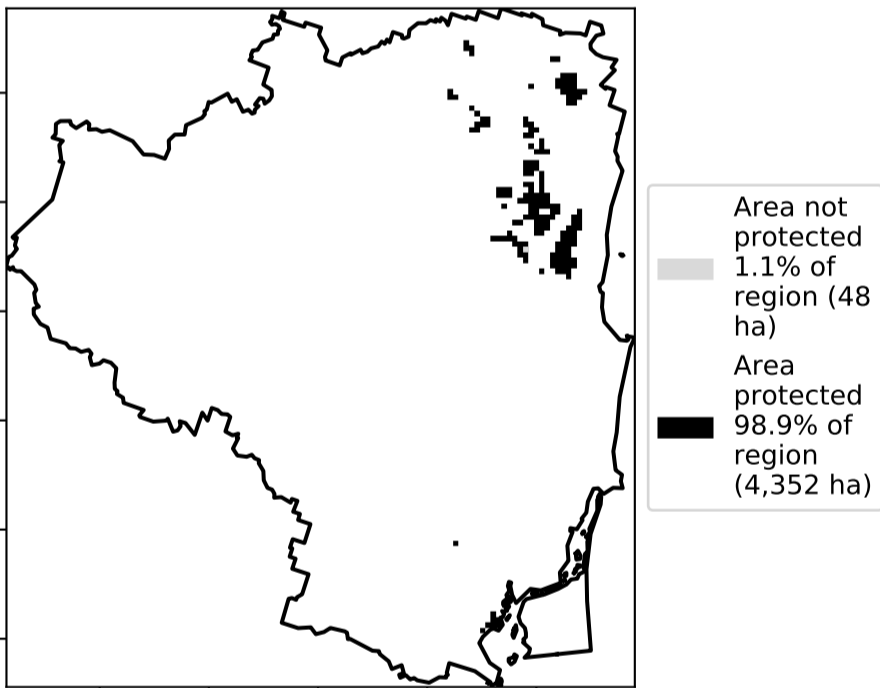 Area not
protected
1.1% of
region (48
ha)
Area
protected
98.9% of
region
(4,352 ha)